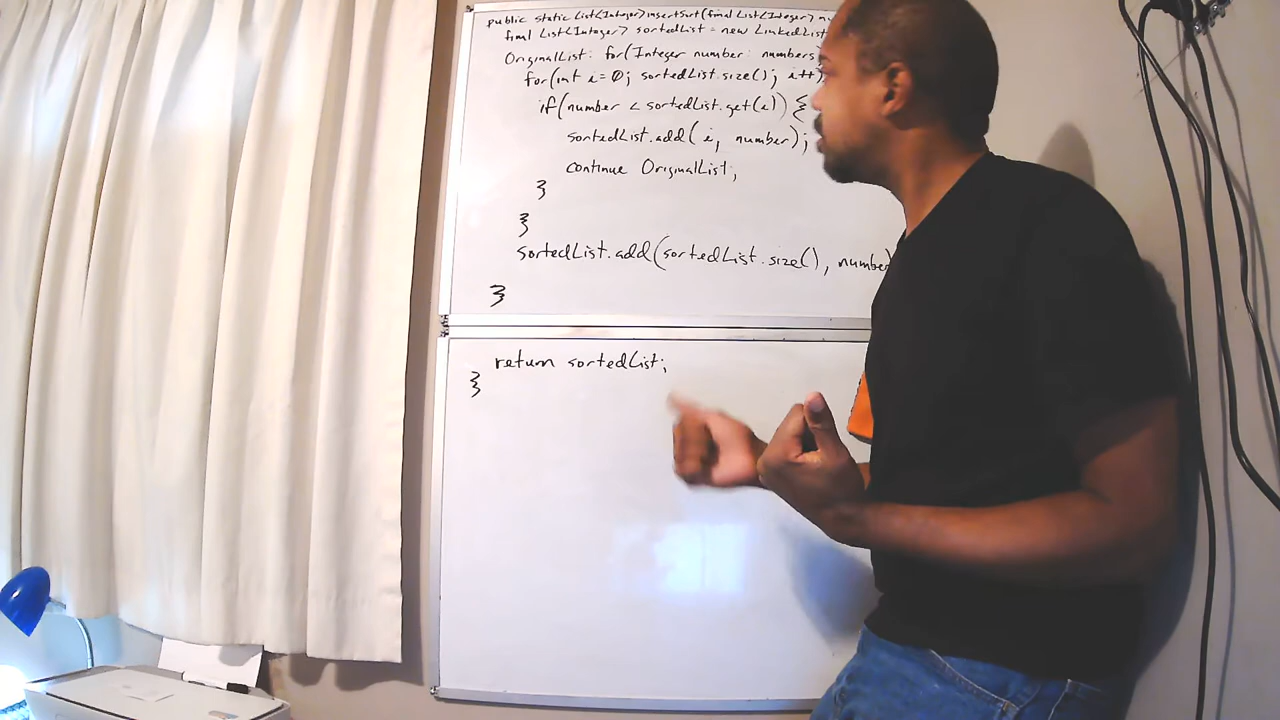 public static List<Integer> insertSort(final List<Integer> nu
final List<Integer> sortedList = new LinkedList
OriginalList: for(Integer number: numbers
for(int i=0; sortedList.size(); i++)
if(number < sortedList.get(i)) {
sortedList.add(i, number);
continue OriginalList;
}
}
sortedList.add(sortedList.size(), number
}
return sortedList;
}